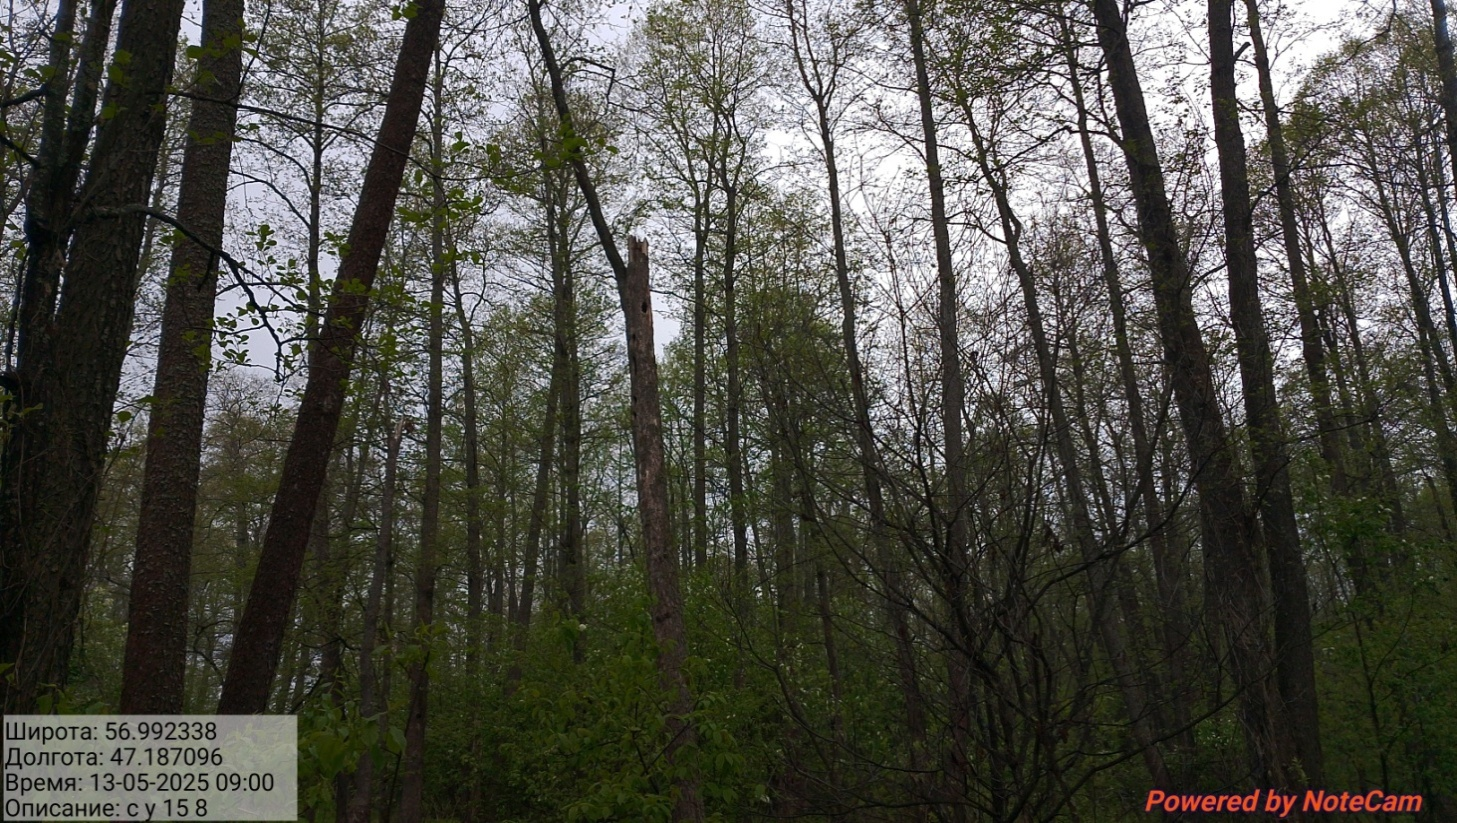 Широта: 56.992338
Долгота: 47.187096
Время: 13-05-2025 09:00
Описание: с у 15 8
Powered by NoteCam